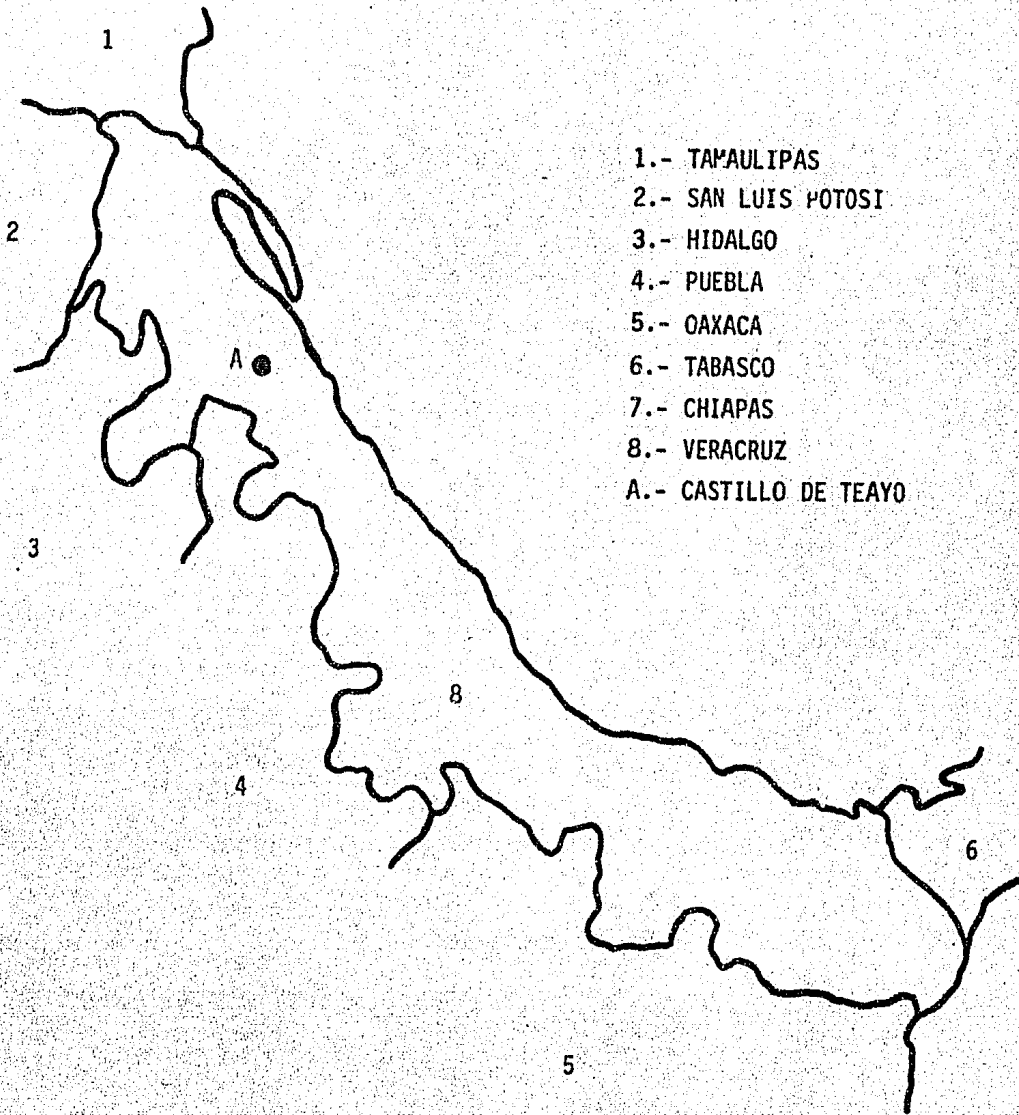 1
1.- TAMAULIPAS
2.- SAN LUIS POTOSI
2
3.- HIDALGO
4.- PUEBLA
5.- OAXACA
A
6.- TABASCO
7.- CHIAPAS
8.- VERACRUZ
A.- CASTILLO DE TEAYO
3
8
4
6
5